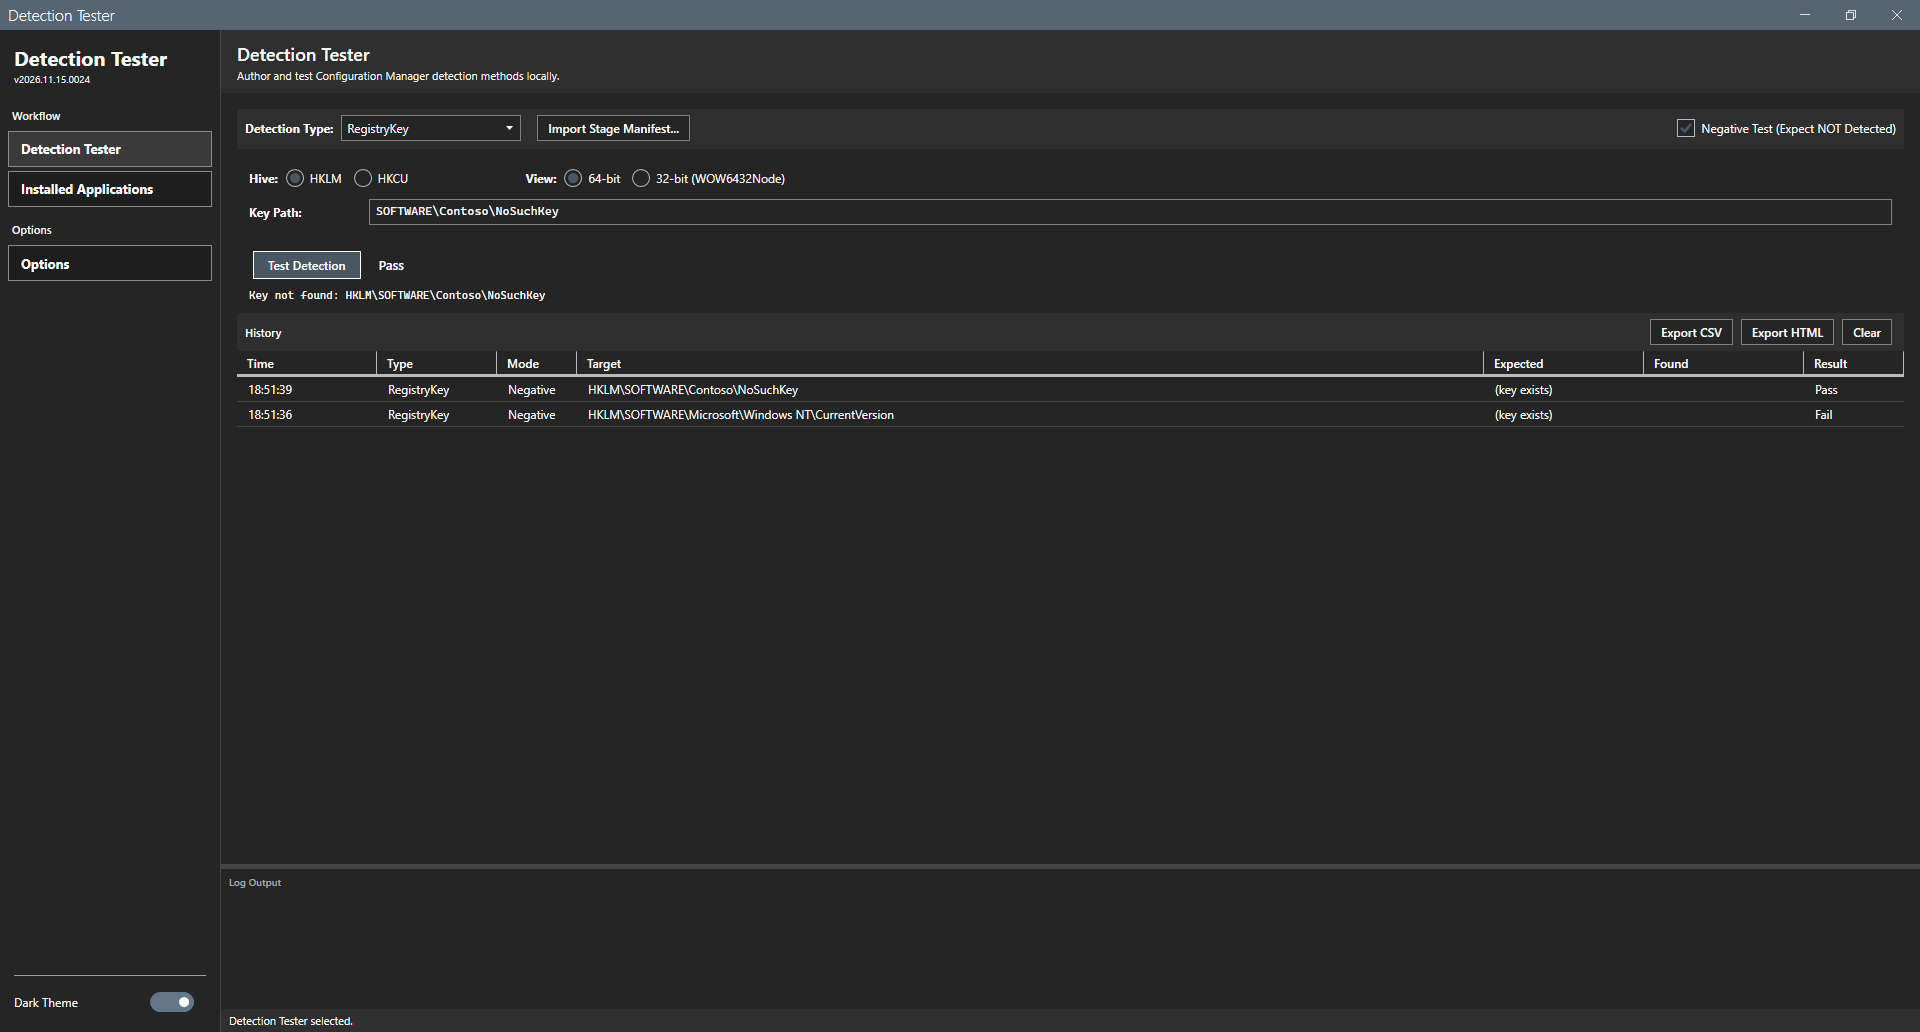 Detection Tester
Detection Tester
v2026.11.15.0024
Workflow
Detection Tester
Installed Applications
Options
Options
Dark Theme
Detection Tester
Author and test Configuration Manager detection methods locally.
Detection Type: RegistryKey Import Stage Manifest... Negative Test (Expect NOT Detected)
Hive: HKLM HKCU View: 64-bit 32-bit (WOW6432Node)
Key Path: SOFTWARE\Contoso\NoSuchKey
Test Detection Pass
Key not found: HKLM\SOFTWARE\Contoso\NoSuchKey
History Export CSV Export HTML Clear
Time Type Mode Target Expected Found Result
18:51:39 RegistryKey Negative HKLM\SOFTWARE\Contoso\NoSuchKey (key exists) Pass
18:51:36 RegistryKey Negative HKLM\SOFTWARE\Microsoft\Windows NT\CurrentVersion (key exists) Fail
Log Output
Detection Tester selected.